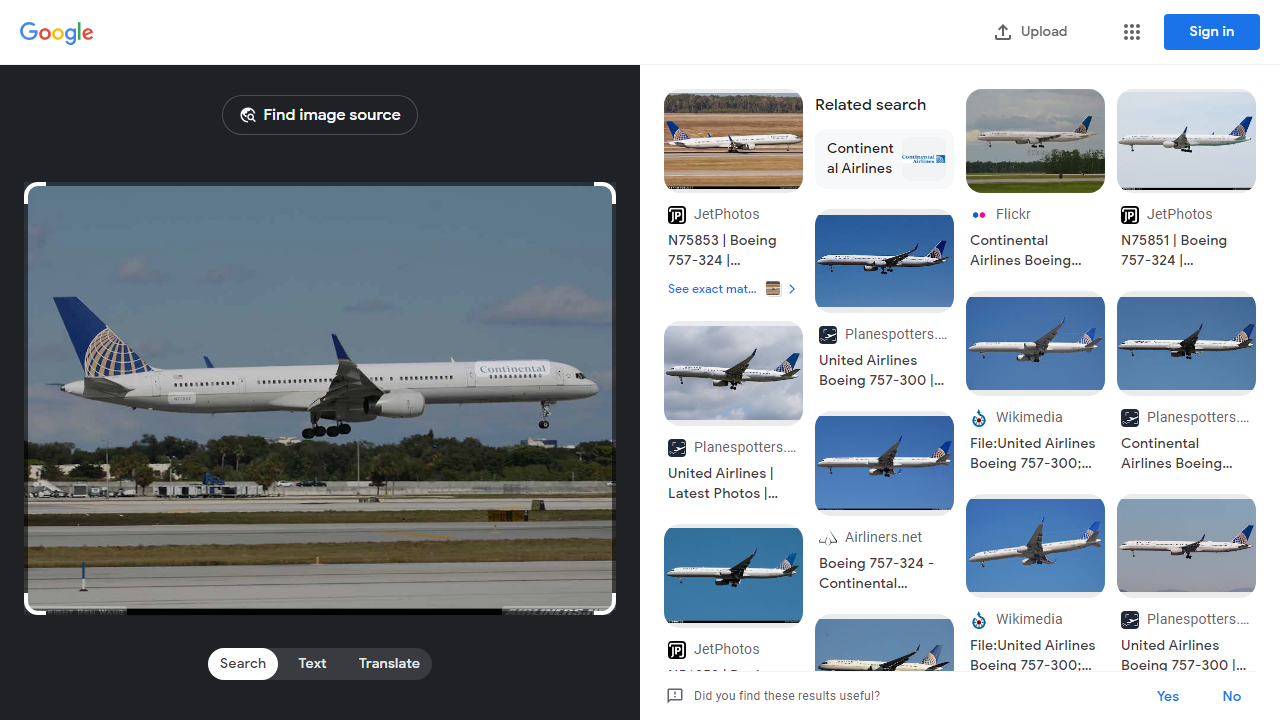 Google
Upload
Sign in
Find image source
Continental
Search
Text
Translate
JetPhotos
N75853 | Boeing
757-324 |...
See exact mat...
Planespotters....
United Airlines |
Latest Photos |...
JetPhotos
Related search
Continent
al Airlines
Continental
Airlines
Planespotters....
United Airlines
Boeing 757-300 |...
Airliners.net
Boeing 757-324 -
Continental...
Flickr
Continental
Airlines Boeing...
Wikimedia
File:United Airlines
Boeing 757-300;...
Wikimedia
File:United Airlines
Boeing 757-300;...
JetPhotos
N75851 | Boeing
757-324 |...
Planespotters....
Continental
Airlines Boeing...
Planespotters....
United Airlines
Boeing 757-300 |...
Did you find these results useful?
Yes
No